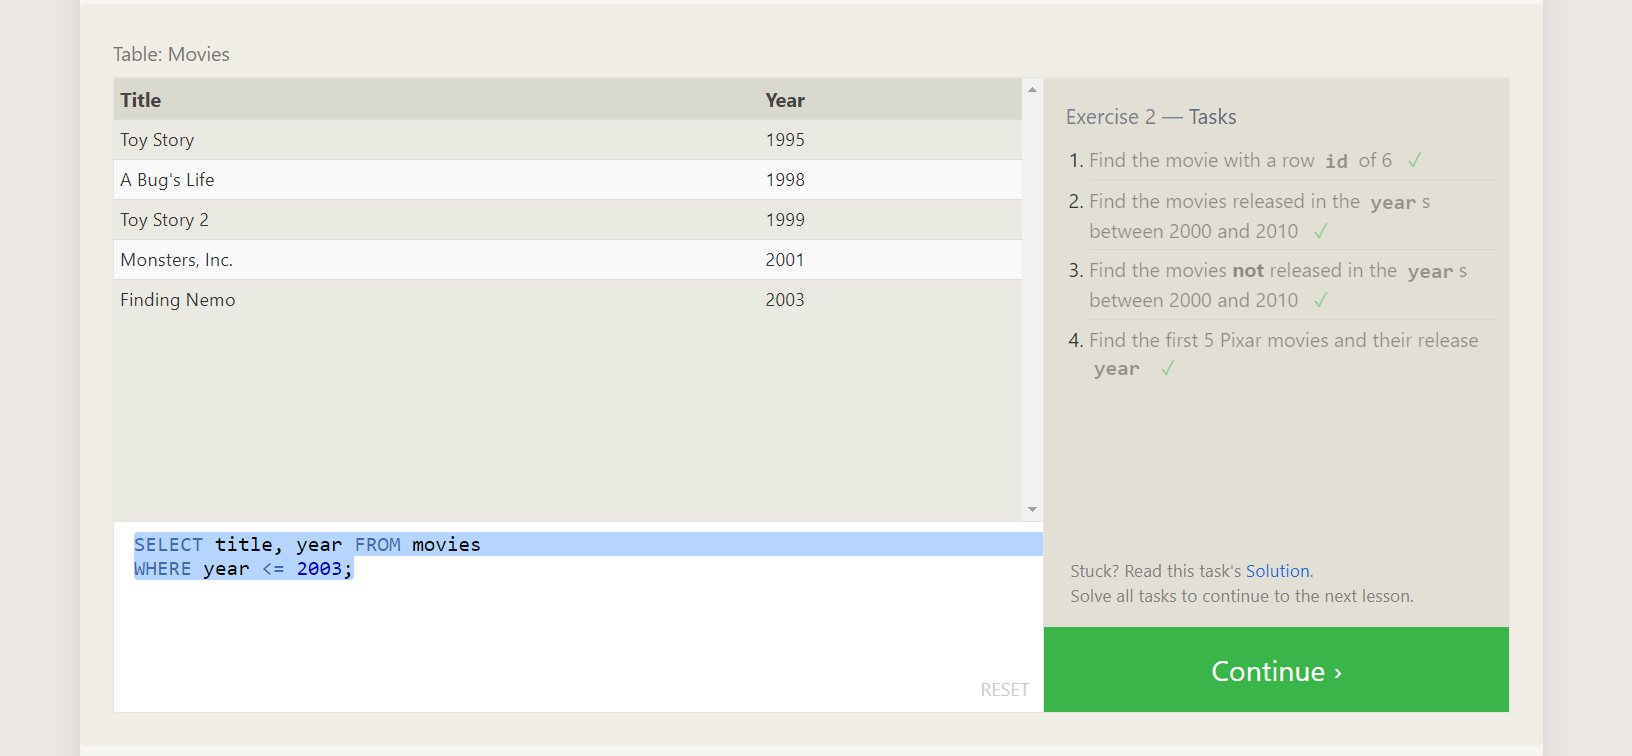 Table: Movies
Title Year
Toy Story 1995
A Bug's Life 1998
Toy Story 2 1999
Monsters, Inc. 2001
Finding Nemo 2003
SELECT title, year FROM movies
WHERE year <= 2003;
RESET
Exercise 2 — Tasks
1. Find the movie with a row id of 6 ✓
2. Find the movies released in the year s
between 2000 and 2010 ✓
3. Find the movies not released in the year s
between 2000 and 2010 ✓
4. Find the first 5 Pixar movies and their release
year ✓
Stuck? Read this task's Solution.
Solve all tasks to continue to the next lesson.
Continue ›